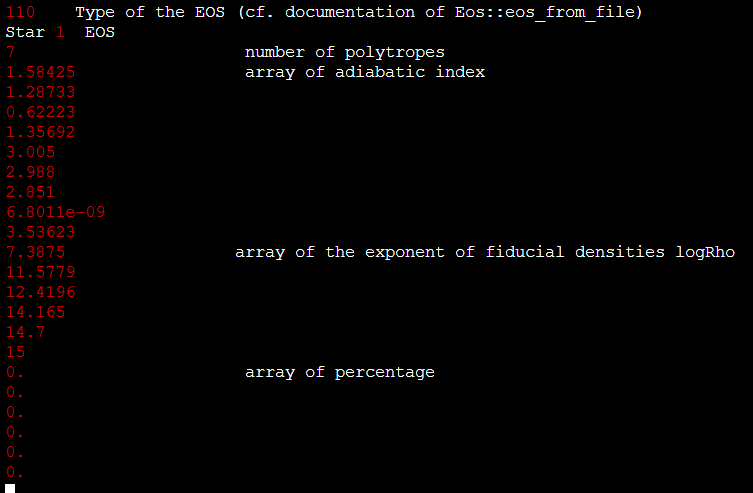 110    Type of the EOS (cf. documentation of Eos::eos_from_file)
Star 1  EOS
7                       number of polytropes
1.58425                 array of adiabatic index
1.28733
0.62223
1.35692
3.005
2.988
2.851
6.8011e-09
3.53623
7.3875                 array of the exponent of fiducial densities logRho
11.5779
12.4196
14.165
14.7
15
0.                      array of percentage
0.
0.
0.
0.
0.